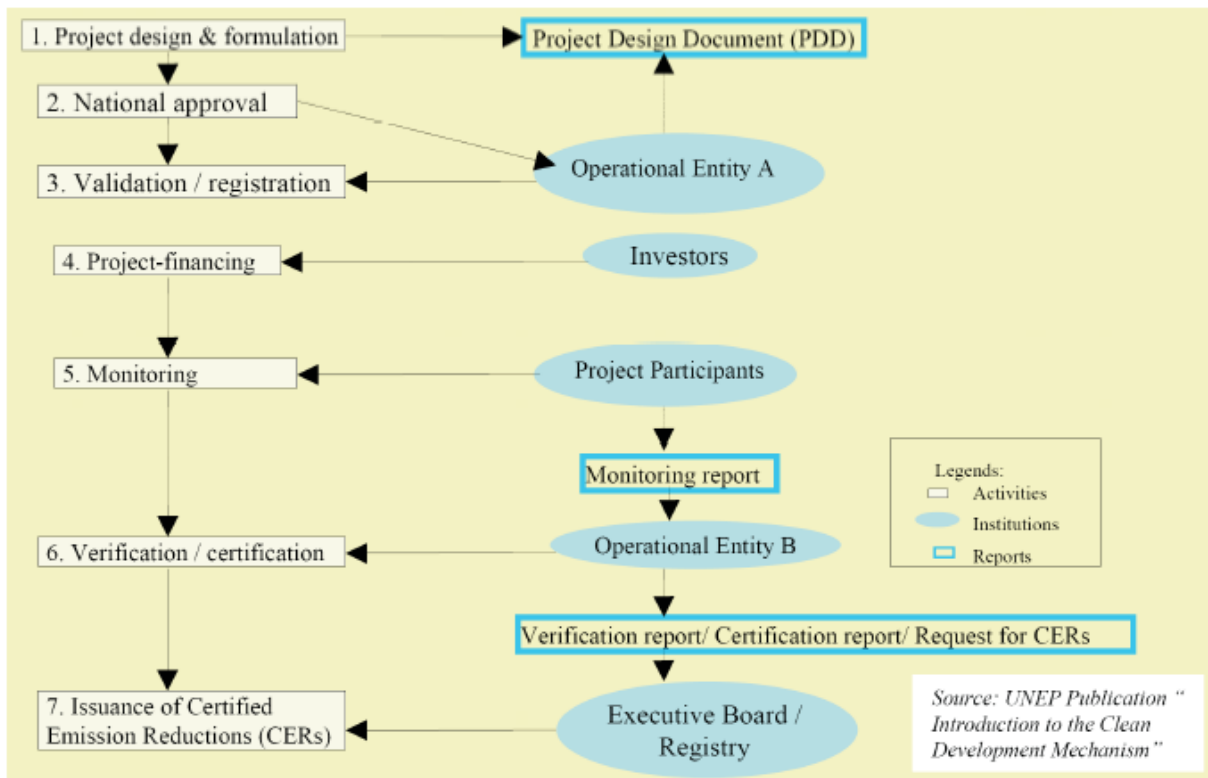 1. Project design & formulation
Project Design Document (PDD)
2. National approval
Operational Entity A
3. Validation / registration
Investors
4. Project-financing
Project Participants
5. Monitoring
Monitoring report
Legends:
Activities
Institutions
Reports
Operational Entity B
6. Verification / certification
Verification report/ Certification report/ Request for CERs
7. Issuance of Certified
Emission Reductions (CERs)
Executive Board /
Registry
Source: UNEP Publication “
Introduction to the Clean
Development Mechanism”